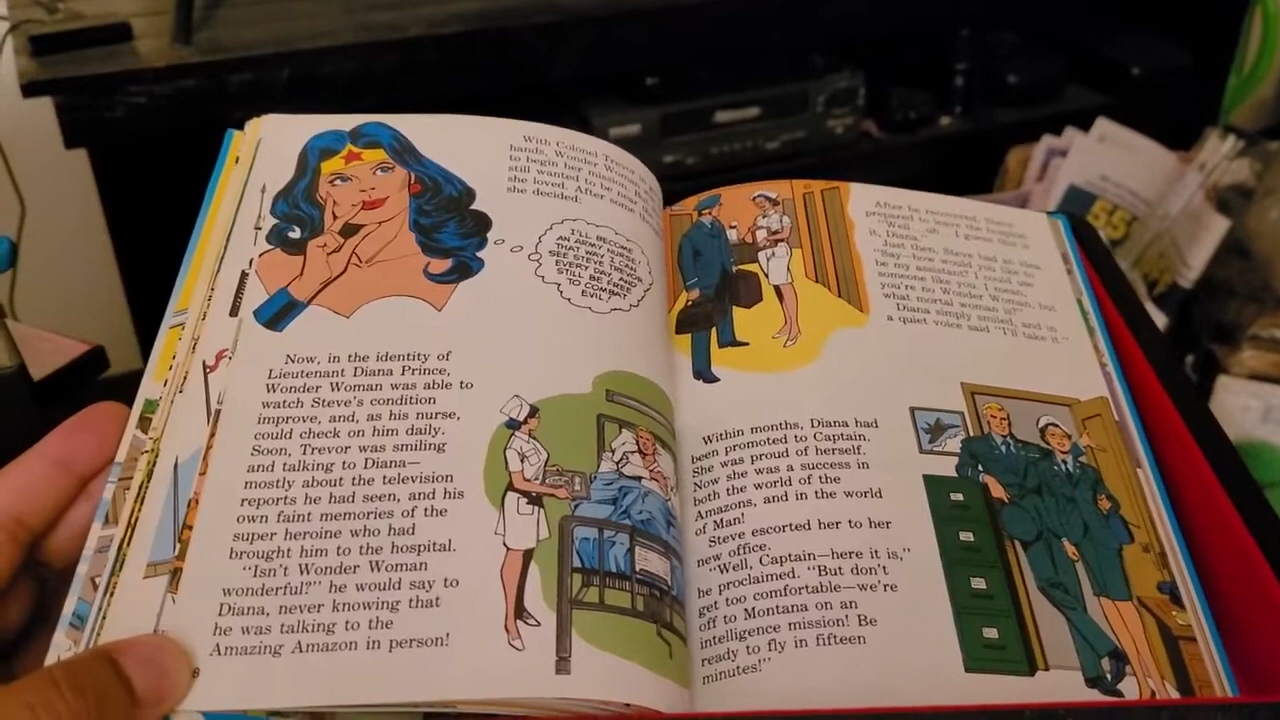 With Colonel Trevor in
hands, Wonder Woman
to begin her mission.
still wanted to be near the
she loved. After some
she decided:
I'LL BECOME
AN ARMY NURSE!
THAT WAY I CAN
SEE STEVE TREVOR
EVERY DAY, AND
STILL BE FREE
TO COMBAT
EVIL!
Now, in the identity of
Lieutenant Diana Prince,
Wonder Woman was able to
watch Steve's condition
improve, and, as his nurse,
could check on him daily.
Soon, Trevor was smiling
and talking to Diana—
mostly about the television
reports he had seen, and his
own faint memories of the
super heroine who had
brought him to the hospital.
"Isn't Wonder Woman
wonderful?" he would say to
Diana, never knowing that
he was talking to the
Amazing Amazon in person!
8
After he recovered, Steve
prepared to leave the hospital.
"Well...uh...I guess this is
it, Diana."
Just then, Steve had an idea.
"Say—how would you like to
be my assistant? I could use
someone like you. I mean,
you're no Wonder Woman, but
what mortal woman is?"
Diana simply smiled, and in
a quiet voice said "I'll take it."
Within months, Diana had
been promoted to Captain.
She was proud of herself.
Now she was a success in
both the world of the
Amazons, and in the world
of Man!
Steve escorted her to her
new office.
"Well, Captain—here it is,"
he proclaimed. "But don't
get too comfortable—we're
off to Montana on an
intelligence mission! Be
ready to fly in fifteen
minutes!"
55